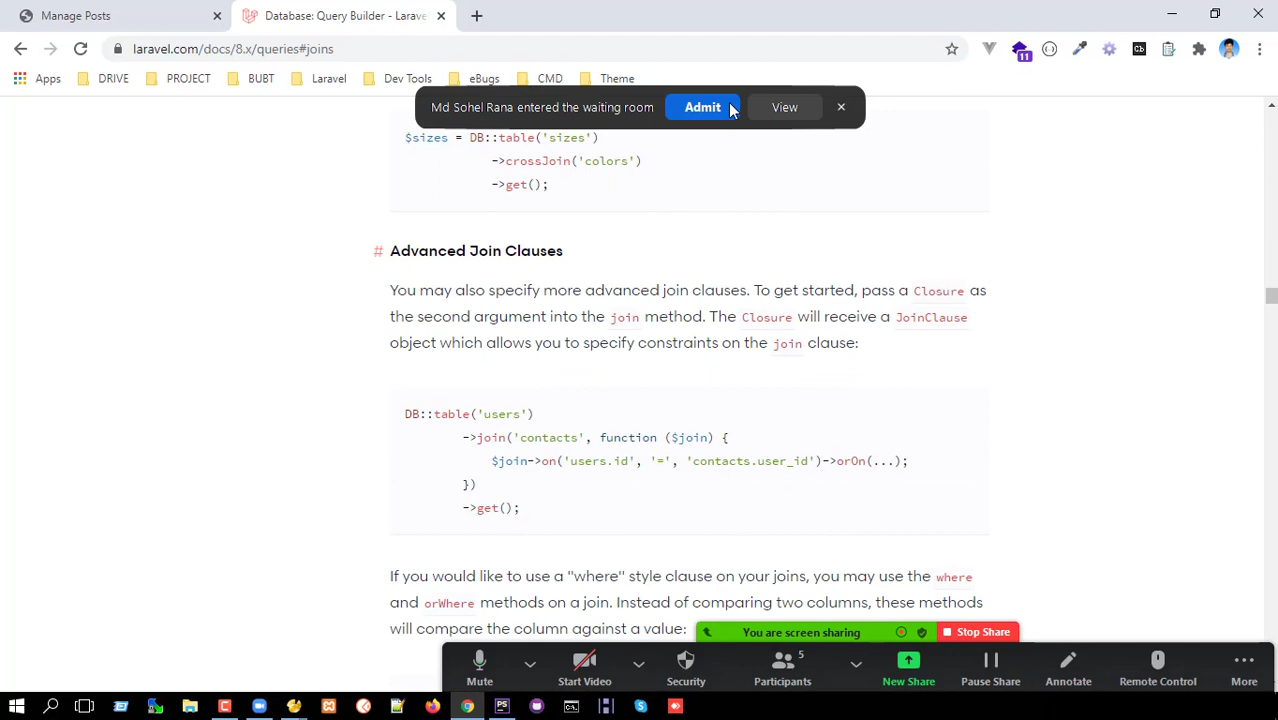 Manage Posts
Database: Query Builder - Larave
laravel.com/docs/8.x/queries#joins
11
Apps
DRIVE
PROJECT
BUBT
Laravel
Dev Tools
eBugs
CMD
Theme
Md Sohel Rana entered the waiting room
Admit
View
$sizes = DB::table('sizes')
->crossJoin('colors')
->get();
# Advanced Join Clauses
You may also specify more advanced join clauses. To get started, pass a Closure as
the second argument into the join method. The Closure will receive a JoinClause
object which allows you to specify constraints on the join clause:
DB::table('users')
->join('contacts', function ($join) {
$join->on('users.id', '=', 'contacts.user_id')->orOn(...);
})
->get();
If you would like to use a "where" style clause on your joins, you may use the where
and orWhere methods on a join. Instead of comparing two columns, these methods
will compare the column against a value:
You are screen sharing
Stop Share
Mute
Start Video
Security
Participants
5
New Share
Pause Share
Annotate
Remote Control
More